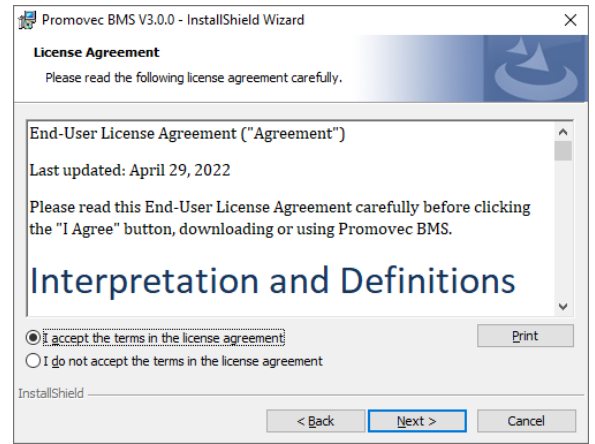 Promovec BMS V3.0.0 - InstallShield Wizard
License Agreement
Please read the following license agreement carefully.
End-User License Agreement ("Agreement")
Last updated: April 29, 2022
Please read this End-User License Agreement carefully before clicking
the "I Agree" button, downloading or using Promovec BMS.
Interpretation and Definitions
I accept the terms in the license agreement
Print
I do not accept the terms in the license agreement
InstallShield
< Back
Next >
Cancel